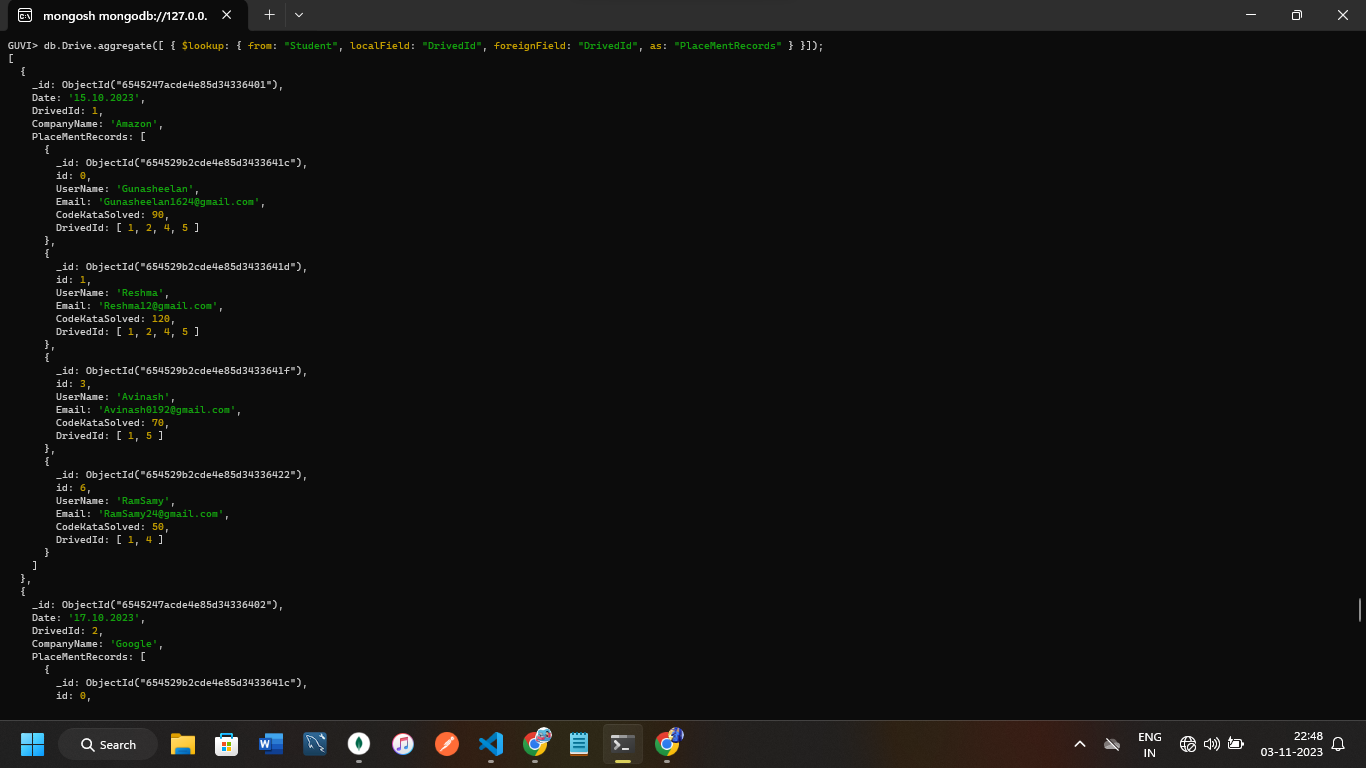 mongosh mongodb://127.0.0.
GUVI> db.Drive.aggregate([ { $lookup: { from: "Student", localField: "DrivedId", foreignField: "DrivedId", as: "PlaceMentRecords" } }]);
[
  {
    _id: ObjectId("6545247acde4e85d34336401"),
    Date: '15.10.2023',
    DrivedId: 1,
    CompanyName: 'Amazon',
    PlaceMentRecords: [
      {
        _id: ObjectId("654529b2cde4e85d3433641c"),
        id: 0,
        UserName: 'Gunasheelan',
        Email: 'Gunasheelan1624@gmail.com',
        CodeKataSolved: 90,
        DrivedId: [ 1, 2, 4, 5 ]
      },
      {
        _id: ObjectId("654529b2cde4e85d3433641d"),
        id: 1,
        UserName: 'Reshma',
        Email: 'Reshma12@gmail.com',
        CodeKataSolved: 120,
        DrivedId: [ 1, 2, 4, 5 ]
      },
      {
        _id: ObjectId("654529b2cde4e85d3433641f"),
        id: 3,
        UserName: 'Avinash',
        Email: 'Avinash0192@gmail.com',
        CodeKataSolved: 70,
        DrivedId: [ 1, 5 ]
      },
      {
        _id: ObjectId("654529b2cde4e85d34336422"),
        id: 6,
        UserName: 'RamSamy',
        Email: 'RamSamy24@gmail.com',
        CodeKataSolved: 50,
        DrivedId: [ 1, 4 ]
      }
    ]
  },
  {
    _id: ObjectId("6545247acde4e85d34336402"),
    Date: '17.10.2023',
    DrivedId: 2,
    CompanyName: 'Google',
    PlaceMentRecords: [
      {
        _id: ObjectId("654529b2cde4e85d3433641c"),
        id: 0,
Search
ENG
IN
22:48
03-11-2023